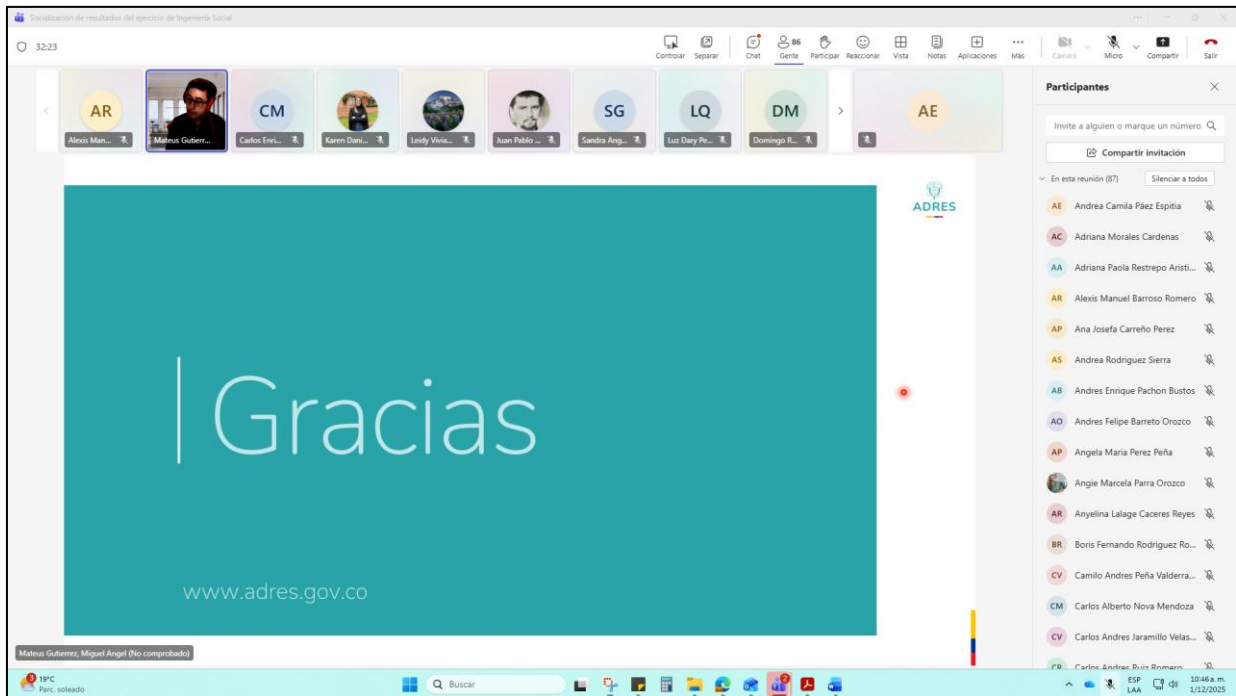 Socialización de resultados del ejercicio de Ingeniería Social
32:23
Controlar
Separar
Chat
86
Gente
Participar
Reaccionar
Vista
Notas
Aplicaciones
Más
Cámara
Micro
Compartir
Salir
AR
Alexis Man...
Mateus Gutierr...
CM
Carlos Enri...
Karen Dani...
Leidy Vivia...
Juan Pablo ...
SG
Sandra Ang...
LQ
Luz Dary Pe...
DM
Domingo R...
AE
ADRES
Gracias
www.adres.gov.co
Mateus Gutierrez, Miguel Angel (No comprobado)
Participantes
Invite a alguien o marque un número
Compartir invitación
En esta reunión (87)
Silenciar a todos
AE Andrea Camila Páez Espitia
AC Adriana Morales Cardenas
AA Adriana Paola Restrepo Aristi...
AR Alexis Manuel Barroso Romero
AP Ana Josefa Carreño Perez
AS Andrea Rodriguez Sierra
AB Andres Enrique Pachon Bustos
AO Andres Felipe Barreto Orozco
AP Angela Maria Perez Peña
Angie Marcela Parra Orozco
AR Anyelina Lalage Caceres Reyes
BR Boris Fernando Rodriguez Ro...
CV Camilo Andres Peña Valderra...
CM Carlos Alberto Nova Mendoza
CV Carlos Andres Jaramillo Velas...
CR Carlos Andres Ruiz Romero
3
19°C
Parc. soleado
Buscar
2
ESP
LAA
10:46 a. m.
1/12/2025